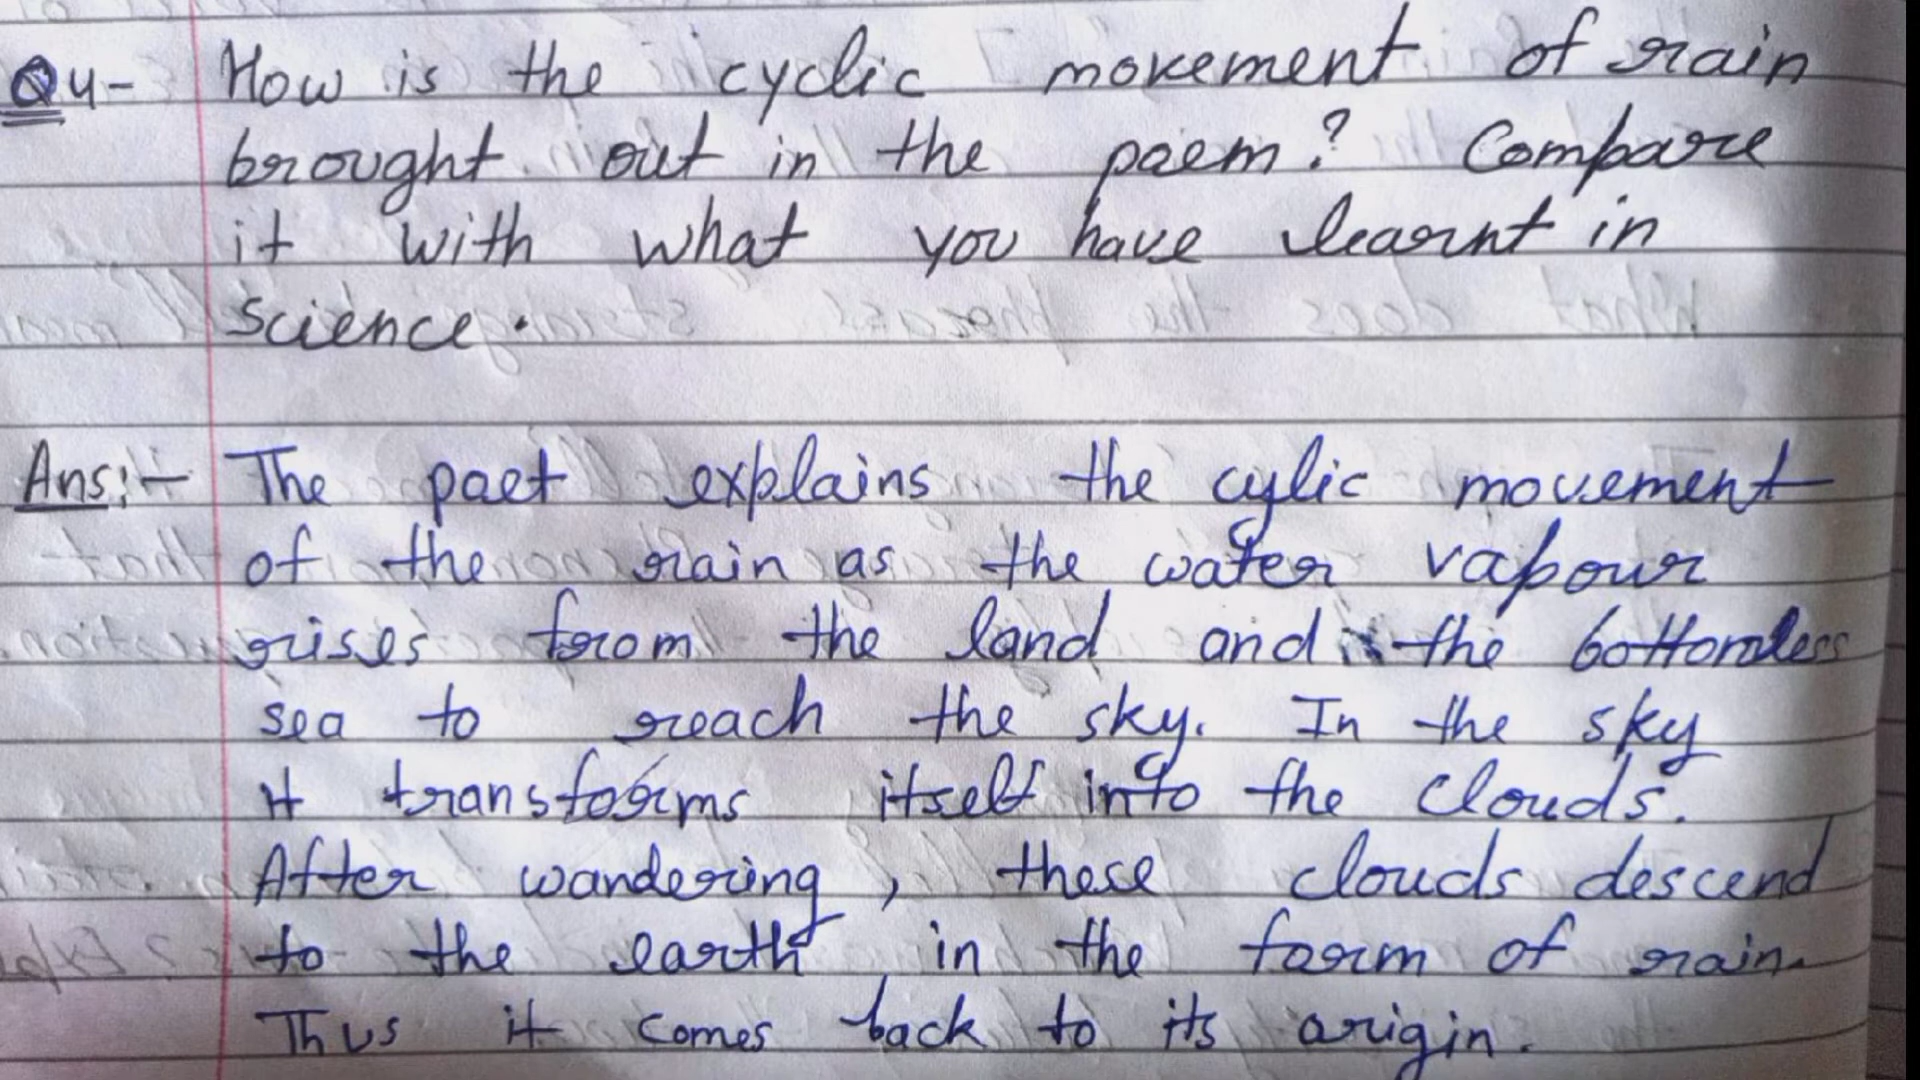 Q4- How is the cyclic movement of rain
brought out in the poem? Compare
it with what you have learnt in
science.
Ans:- The poet explains the cylic movement
of the rain as the water vapour
rises from the land and the bottomless
sea to reach the sky. In the sky
it transforms itself into the clouds.
After wandering, these clouds descend
to the earth in the form of rain.
Thus it comes back to its origin.